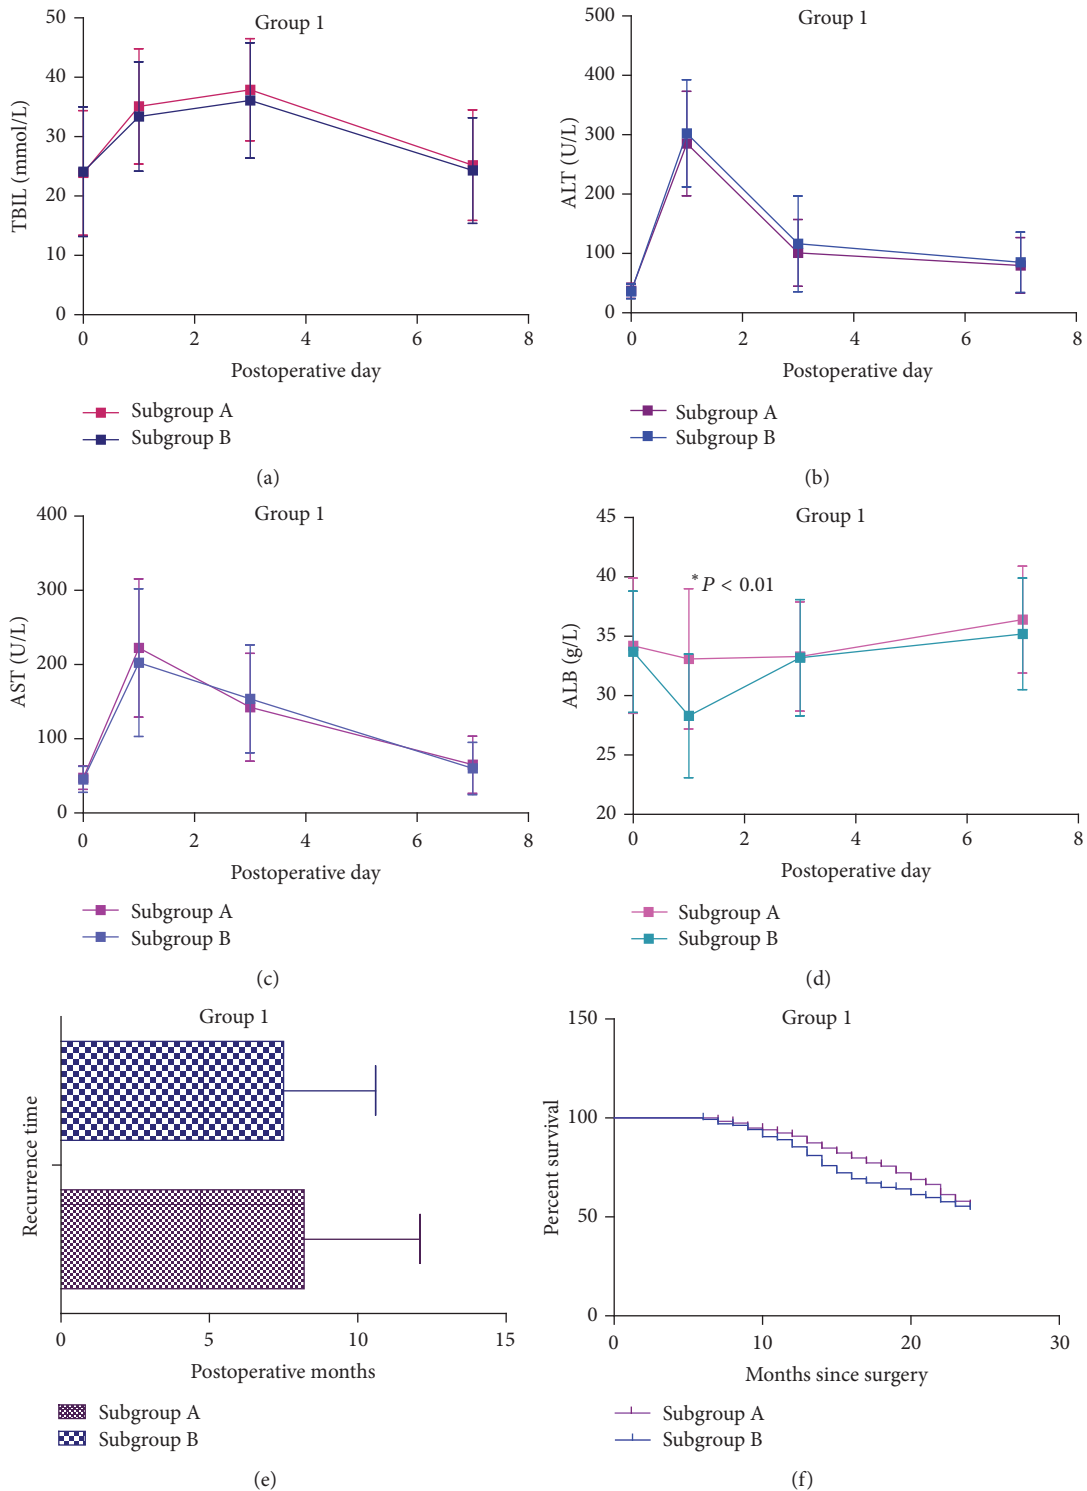 Group 1
TBIL (mmol/L)
50
40
30
20
10
0
0 2 4 6 8
Postoperative day
Subgroup A
Subgroup B
(a)
Group 1
ALT (U/L)
500
400
300
200
100
0
0 2 4 6 8
Postoperative day
Subgroup A
Subgroup B
(b)
Group 1
AST (U/L)
400
300
200
100
0
0 2 4 6 8
Postoperative day
Subgroup A
Subgroup B
(c)
Group 1
ALB (g/L)
45
40
35
30
25
20
*P < 0.01
0 2 4 6 8
Postoperative day
Subgroup A
Subgroup B
(d)
Group 1
Recurrence time
0 5 10 15
Postoperative months
Subgroup A
Subgroup B
(e)
Group 1
Percent survival
150
100
50
0
0 10 20 30
Months since surgery
Subgroup A
Subgroup B
(f)